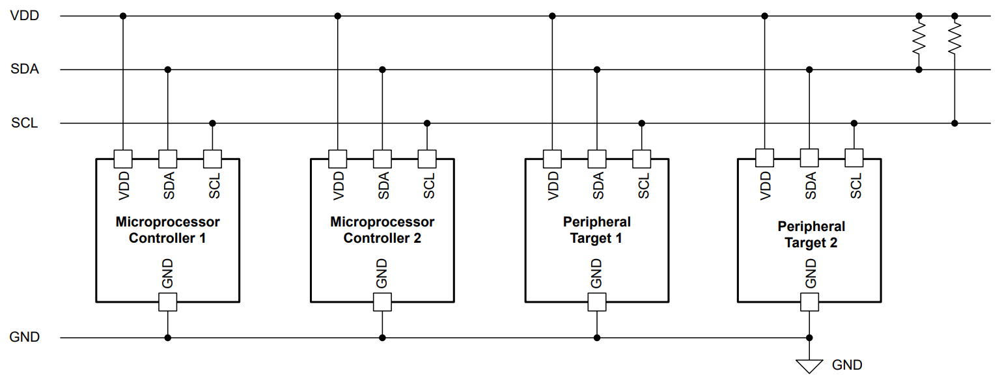 VDD
SDA
SCL
VDD
SDA
SCL
Microprocessor
Controller 1
GND
VDD
SDA
SCL
Microprocessor
Controller 2
GND
VDD
SDA
SCL
Peripheral
Target 1
GND
VDD
SDA
SCL
Peripheral
Target 2
GND
GND
GND